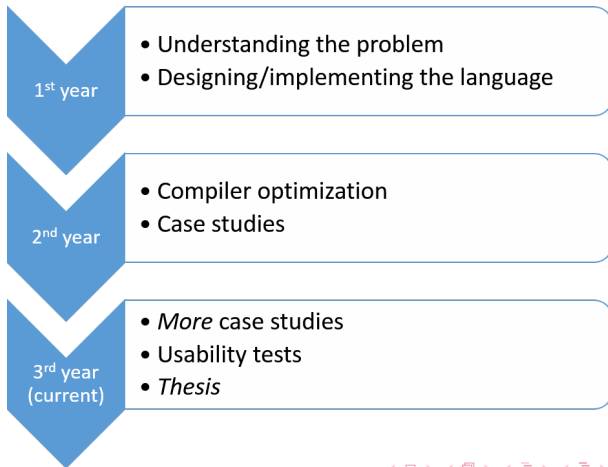 1st year
• Understanding the problem
• Designing/implementing the language
2nd year
• Compiler optimization
• Case studies
3rd year
(current)
• More case studies
• Usability tests
• Thesis